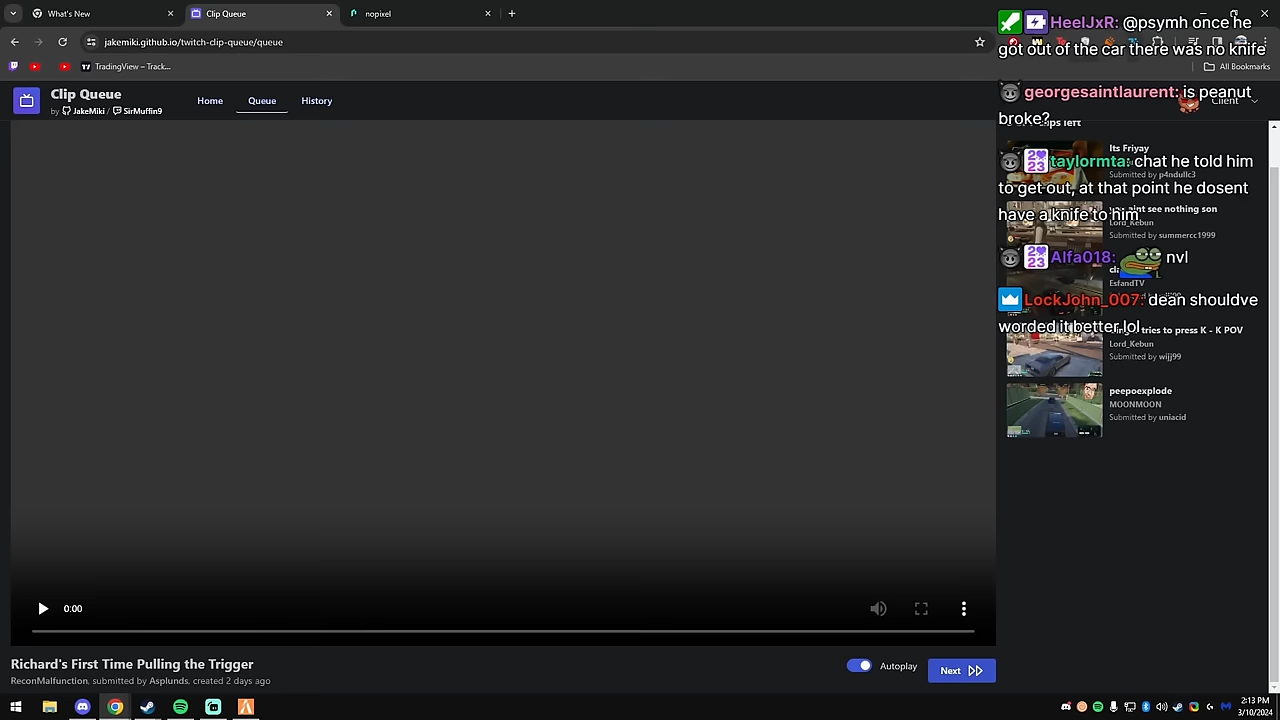 What's New
Clip Queue
nopixel
jakemiki.github.io/twitch-clip-queue/queue
TradingView – Track...
All Bookmarks
Clip Queue
by JakeMiki / SirMuffin9
Home
Queue
History
HeelJxR: @psymh once he
got out of the car there was no knife
georgesaintlaurent: is peanut
broke?
taylormta: chat he told him
to get out, at that point he dosent
have a knife to him
Alfa018: nvl
LockJohn_007: dean shouldve
worded it better lol
left
Its Friyay
Submitted by p4ndullc3
aint see nothing son
Lord_Kebun
Submitted by summercc1999
EsfandTV
tries to press K - K POV
Lord_Kebun
Submitted by wijj99
peepoexplode
MOONMOON
Submitted by uniacid
0:00
Richard's First Time Pulling the Trigger
ReconMalfunction, submitted by Asplunds, created 2 days ago
Autoplay
Next
2:13 PM
3/10/2024